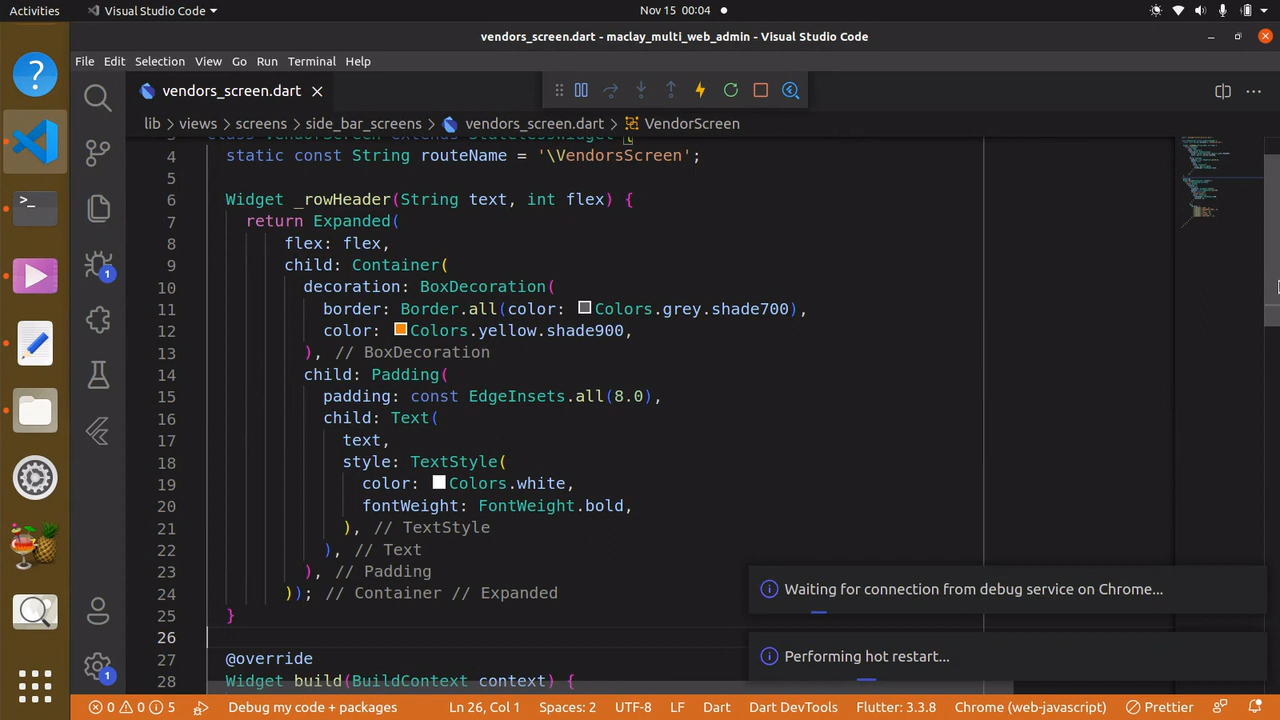 Activities
Visual Studio Code
Nov 15 00:04
vendors_screen.dart - maclay_multi_web_admin - Visual Studio Code
File Edit Selection View Go Run Terminal Help
vendors_screen.dart
lib > views > screens > side_bar_screens > vendors_screen.dart > VendorScreen
4 static const String routeName = '\VendorsScreen';
5
6 Widget _rowHeader(String text, int flex) {
7 return Expanded(
8 flex: flex,
9 child: Container(
10 decoration: BoxDecoration(
11 border: Border.all(color: Colors.grey.shade700),
12 color: Colors.yellow.shade900,
13 ), // BoxDecoration
14 child: Padding(
15 padding: const EdgeInsets.all(8.0),
16 child: Text(
17 text,
18 style: TextStyle(
19 color: Colors.white,
20 fontWeight: FontWeight.bold,
21 ), // TextStyle
22 ), // Text
23 ), // Padding
24 )); // Container // Expanded
25 }
26
27 @override
28 Widget build(BuildContext context) {
1
1
Waiting for connection from debug service on Chrome...
Performing hot restart...
0 0 5 Debug my code + packages Ln 26, Col 1 Spaces: 2 UTF-8 LF Dart Dart DevTools Flutter: 3.3.8 Chrome (web-javascript) Prettier